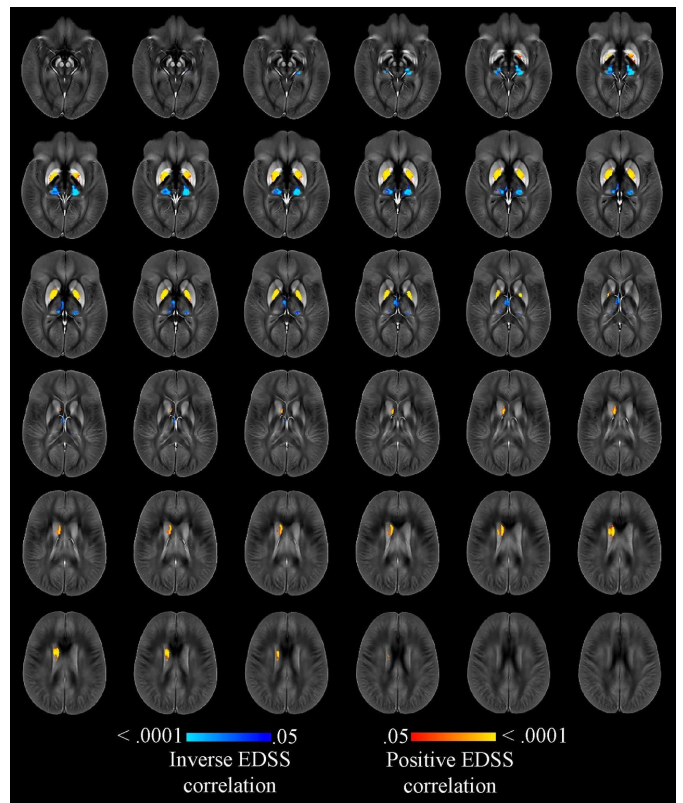 < .0001 .05 .05 < .0001
Inverse EDSS Positive EDSS
correlation correlation